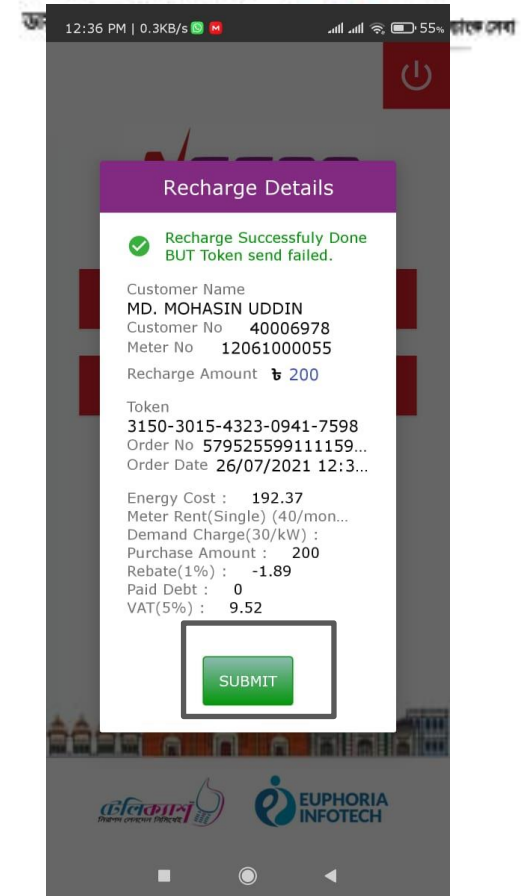 12:36 PM | 0.3KB/s 55%
Recharge Details
Recharge Successfuly Done
BUT Token send failed.
Customer Name
MD. MOHASIN UDDIN
Customer No 40006978
Meter No 12061000055
Recharge Amount ৳ 200
Token
3150-3015-4323-0941-7598
Order No 579525599111159...
Order Date 26/07/2021 12:3...
Energy Cost : 192.37
Meter Rent(Single) (40/mon...
Demand Charge(30/kW) :
Purchase Amount : 200
Rebate(1%) : -1.89
Paid Debt : 0
VAT(5%) : 9.52
SUBMIT
টেলিক্যাশ
EUPHORIA
INFOTECH